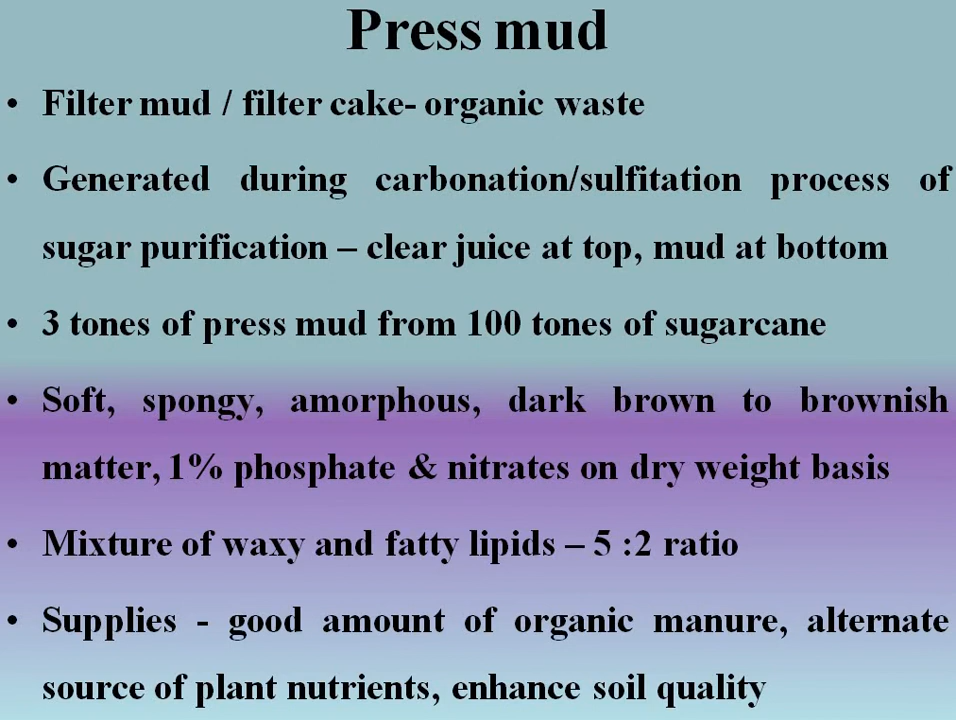 Press mud
• Filter mud / filter cake- organic waste
• Generated during carbonation/sulfitation process of
sugar purification – clear juice at top, mud at bottom
• 3 tones of press mud from 100 tones of sugarcane
• Soft, spongy, amorphous, dark brown to brownish
matter, 1% phosphate & nitrates on dry weight basis
• Mixture of waxy and fatty lipids – 5 :2 ratio
• Supplies - good amount of organic manure, alternate
source of plant nutrients, enhance soil quality